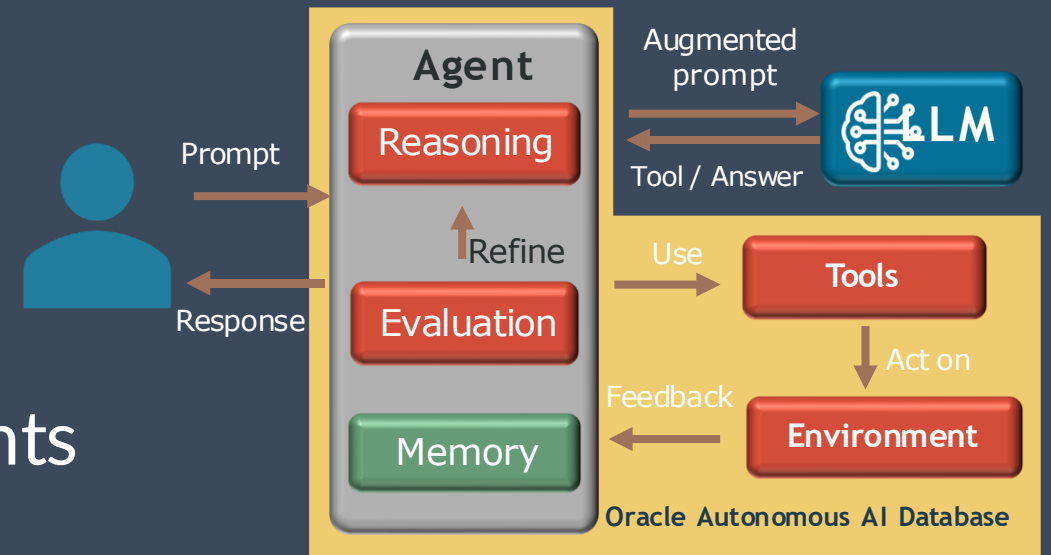 Augmented
prompt
Agent
LLM
Reasoning
Prompt
Tool / Answer
Refine
Use
Tools
Response
Evaluation
Act on
Feedback
Memory
Environment
Oracle Autonomous AI Database